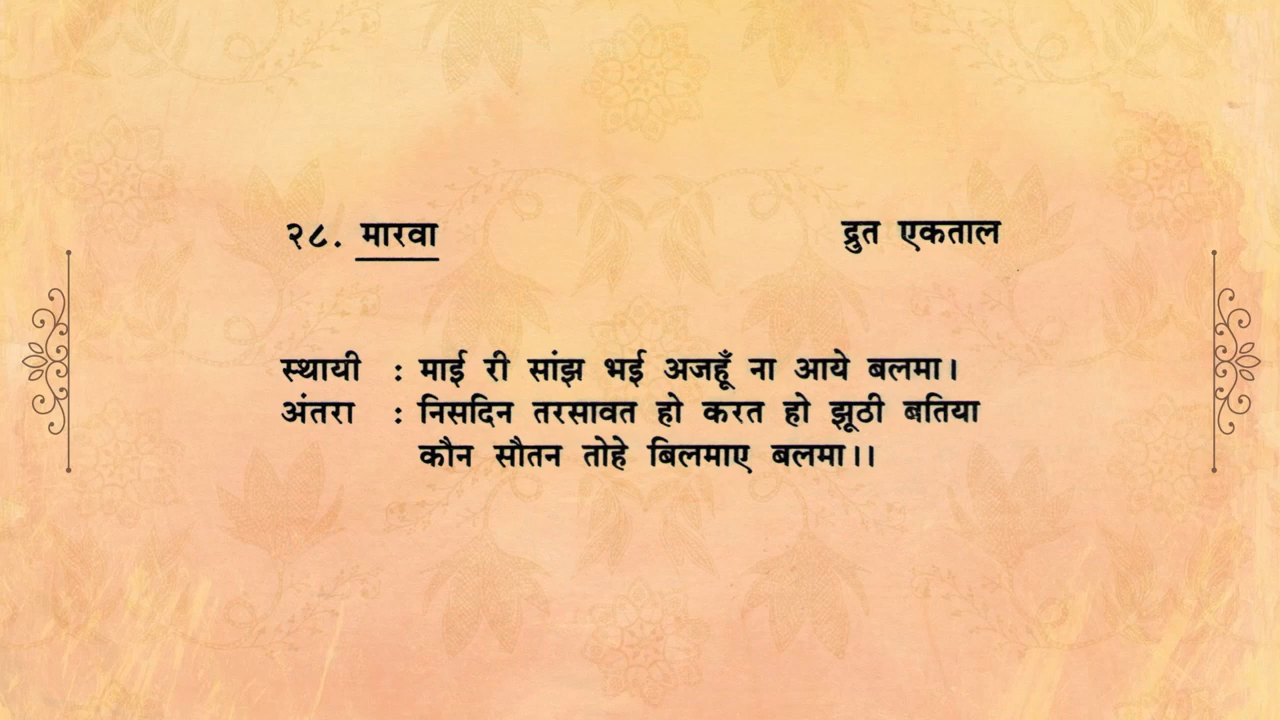 २८. मारवा द्रुत एकताल
स्थायी : माई री सांझ भई अजहूँ ना आये बलमा।
अंतरा : निसदिन तरसावत हो करत हो झूठी बतिया
कौन सौतन तोहे बिलमाए बलमा।।